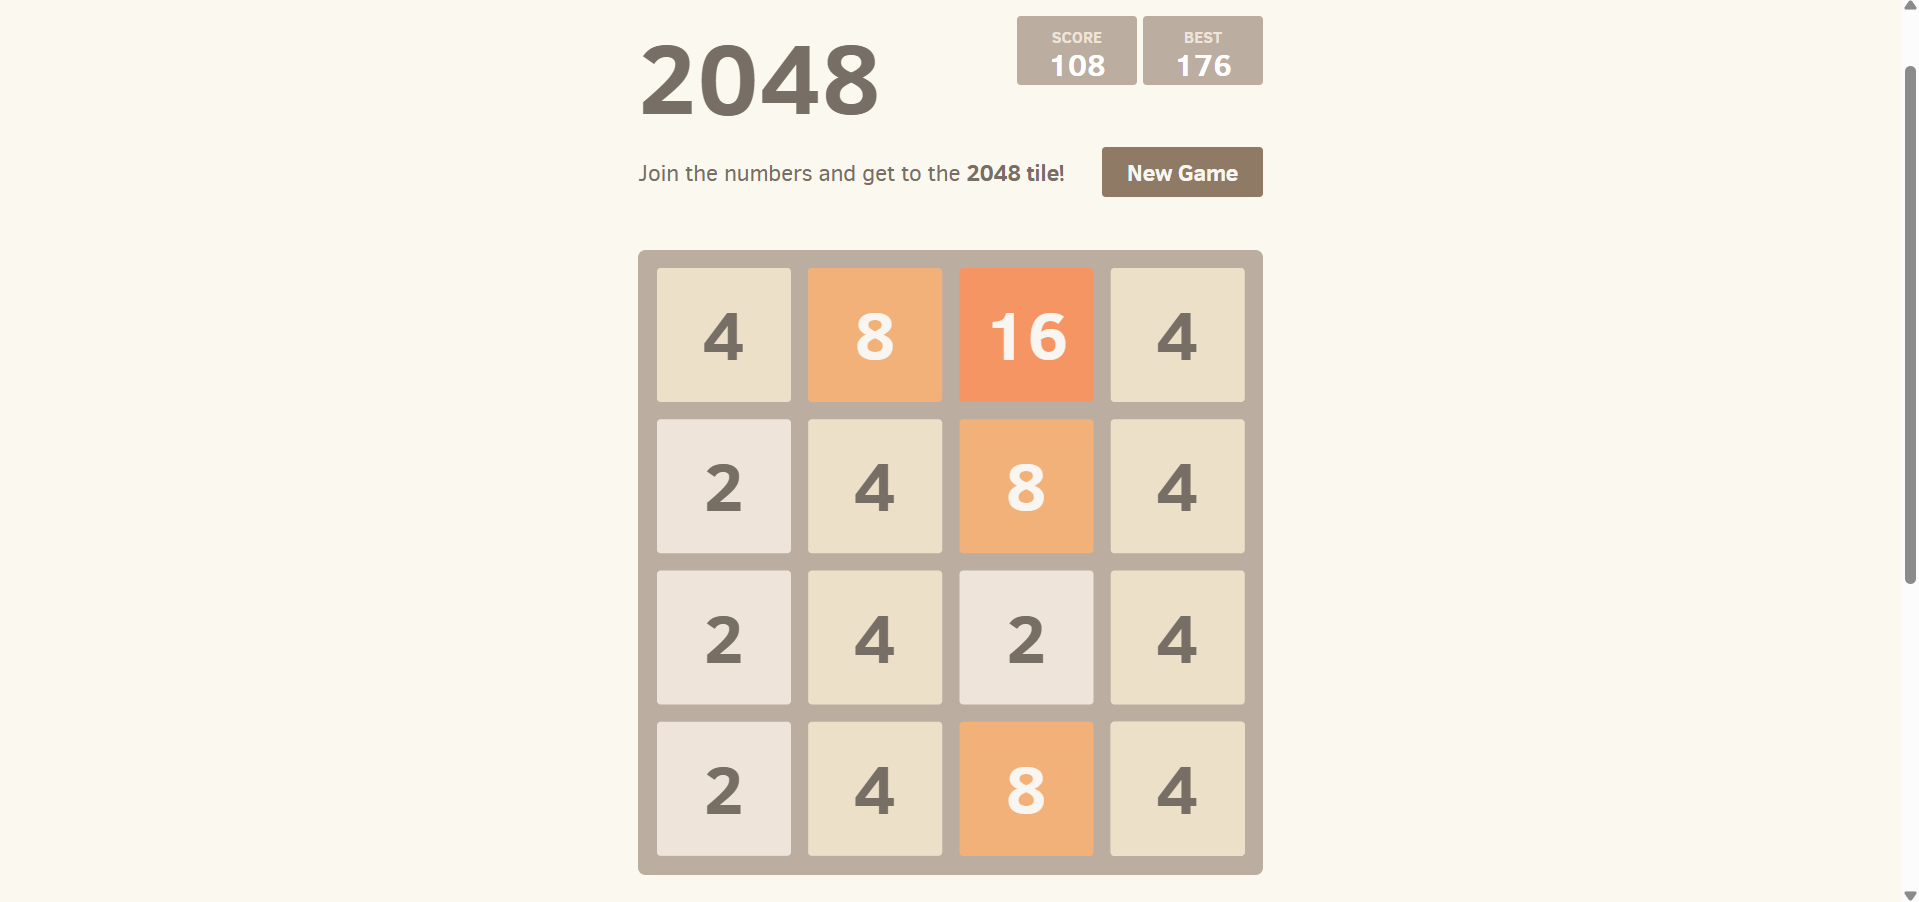 2048
SCORE
108
BEST
176
Join the numbers and get to the 2048 tile!
New Game
4 8 16 4
2 4 8 4
2 4 2 4
2 4 8 4